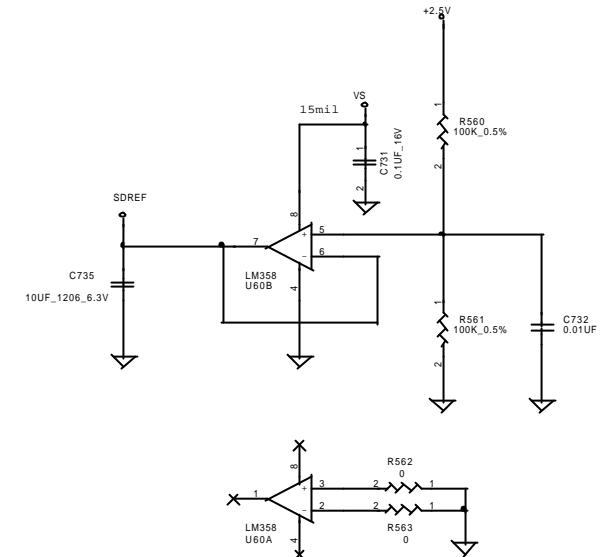 +2.5V
VS
15mil
1
R560
100K_0.5%
2
1
C731
0.1UF_16V
2
SDREF
8
7
+
5
-
6
LM358
U60B
4
C735
10UF_1206_6.3V
1
R561
100K_0.5%
2
C732
0.01UF
R562
0
8
1
+
3
2
1
-
2
2
1
LM358
U60A
4
R563
0